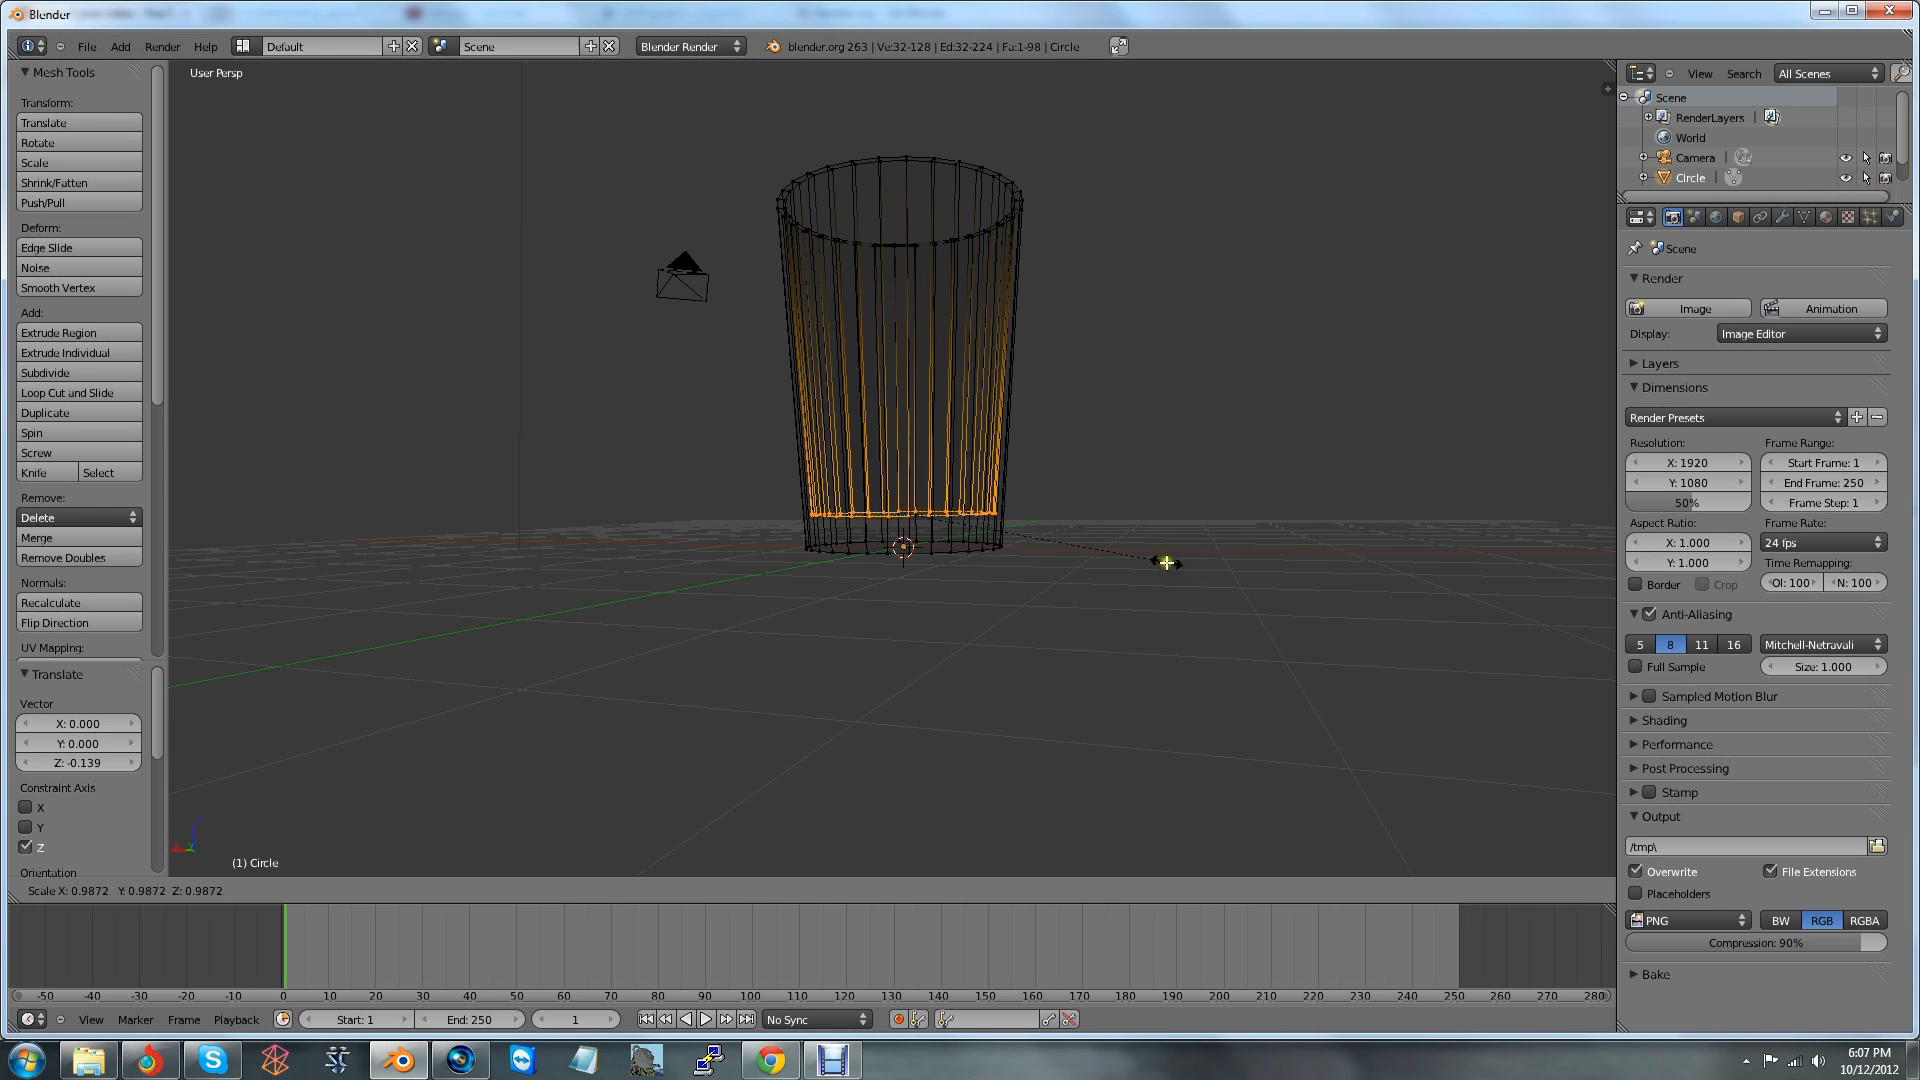 Blender
File Add Render Help Default Scene Blender Render blender.org 263 | Ve:32-128 | Ed:32-224 | Fa:1-98 | Circle
Mesh Tools
Transform:
Translate
Rotate
Scale
Shrink/Fatten
Push/Pull
Deform:
Edge Slide
Noise
Smooth Vertex
Add:
Extrude Region
Extrude Individual
Subdivide
Loop Cut and Slide
Duplicate
Spin
Screw
Knife Select
Remove:
Delete
Merge
Remove Doubles
Normals:
Recalculate
Flip Direction
UV Mapping:
Translate
Vector
X: 0.000
Y: 0.000
Z: -0.139
Constraint Axis
X
Y
Z
Orientation
User Persp
(1) Circle
Scale X: 0.9872 Y: 0.9872 Z: 0.9872
View Search All Scenes
Scene
RenderLayers |
World
Camera |
Circle |
Scene
Render
Image Animation
Display: Image Editor
Layers
Dimensions
Render Presets
Resolution: Frame Range:
X: 1920 Start Frame: 1
Y: 1080 End Frame: 250
50% Frame Step: 1
Aspect Ratio: Frame Rate:
X: 1.000 24 fps
Y: 1.000 Time Remapping:
Border Crop Ol: 100 N: 100
Anti-Aliasing
5 8 11 16 Mitchell-Netravali
Full Sample Size: 1.000
Sampled Motion Blur
Shading
Performance
Post Processing
Stamp
Output
/tmp\
Overwrite File Extensions
Placeholders
PNG BW RGB RGBA
Compression: 90%
Bake
-50 -40 -30 -20 -10 0 10 20 30 40 50 60 70 80 90 100 110 120 130 140 150 160 170 180 190 200 210 220 230 240 250 260 270 280
View Marker Frame Playback Start: 1 End: 250 1 No Sync
6:07 PM
10/12/2012